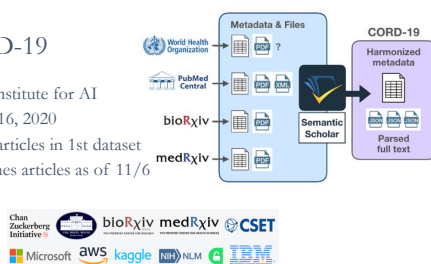 D-19
nstitute for AI
16, 2020
articles in 1st dataset
nes articles as of 11/6
Metadata & Files
World Health
Organization
PDF ?
PubMed
Central
PDF XML
bioRxiv
PDF
medRxiv
PDF
Semantic
Scholar
CORD-19
Harmonized
metadata
JSON JSON JSON
Parsed
full text
Chan
Zuckerberg
Initiative
bioRxiv medRxiv CSET
Microsoft aws kaggle NIH NLM IBM